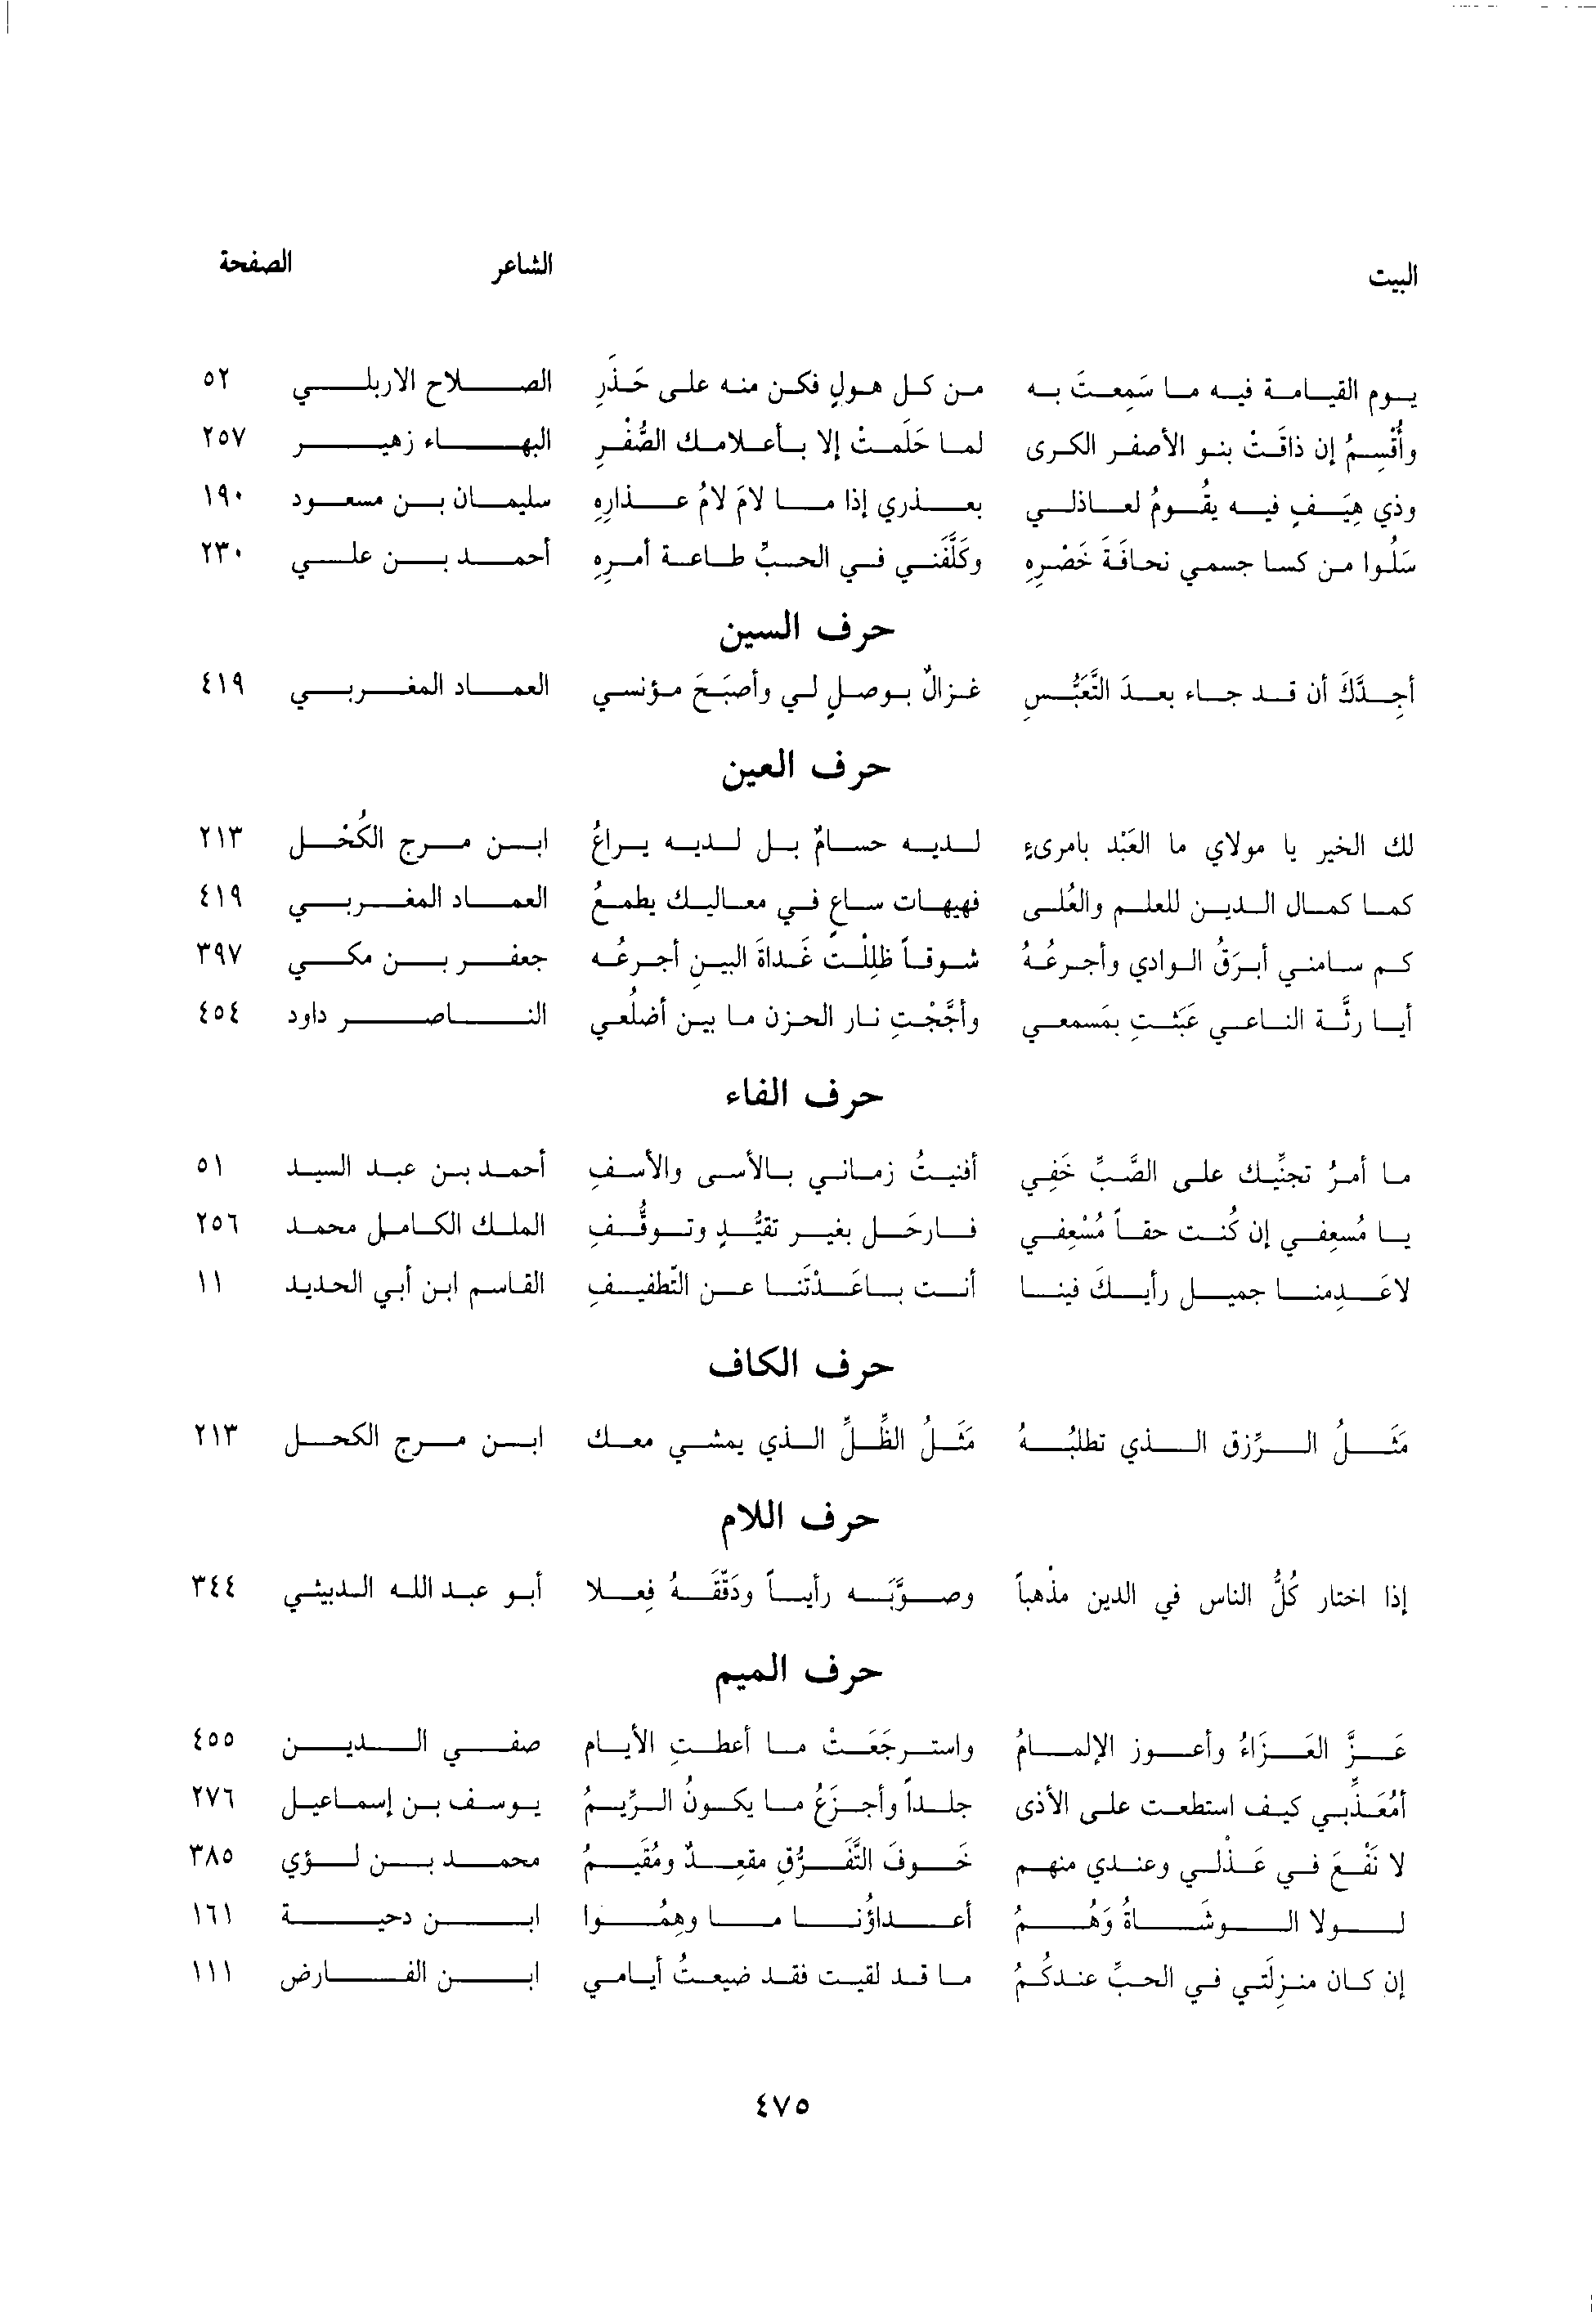 البيت الشاعر الصفحة
يوم القيامة فيه ما سَمِعتَ به من كل هولٍ فكن منه على حَذَرِ الصلاح الاربلي ٥٢
وأُقْسِمُ إن ذاقَتْ بنو الأصفر الكرى لما حَلَمتْ إلا بأعلامك الصُّفْرِ البهاء زهير ٢٥٧
وذي هِيَفٍ فيه يقُومُ لعاذلي بعذري إذا ما لامَ لامُ عذارِهِ سليمان بن مسعود ١٩٠
سَلُوا من كسا جسمي نحافَةَ خَصْرِهِ وكَلَّفَني في الحبِّ طاعة أمرِهِ أحمد بن علي ٢٣٠
حرف السين
أجِدَّكَ أن قد جاء بعدَ التَّعَبُّسِ غزالٌ بوصلٍ لي وأصبَحَ مؤنسي العماد المغربي ٤١٩
حرف العين
لك الخير يا مولاي ما العَبْد بامرىءٍ لديه حسامٌ بل لديه يراعُ ابن مرج الكُحْل ٢١٣
كما كمال الدين للعلم والعُلى فهيهات ساعٍ في معاليك يطمعُ العماد المغربي ٤١٩
كم سامني أبرَقُ الوادي وأجرعُهُ شوقاً ظلِلْت غَداةَ البينِ أجرعُه جعفر بن مكي ٣٩٧
أيا رنَّة الناعي عَبَثتِ بمَسمعي وأجَّجْتِ نار الحزن ما بين أضلُعي الناصر داود ٤٥٤
حرف الفاء
ما أمرُ تجنِّيك على الصَّبِّ خَفِي أفنيتُ زماني بالأسى والأسفِ أحمد بن عبد السيد ٥١
يا مُسعِفي إن كُنت حقاً مُسْعِفي فارحَل بغير تقيُّدٍ وتوقُّفِ الملك الكامل محمد ٢٥٦
لاعَدِمنا جميل رأيكَ فينا أنت باعَدْتَنا عن التّطفيفِ القاسم ابن أبي الحديد ١١
حرف الكاف
مَثَلُ الرِّزق الذي تطلبُهُ مَثَلُ الظِّلِّ الذي يمشي معك ابن مرج الكحل ٢١٣
حرف اللام
إذا اختار كُلُّ الناس في الدين مذْهباً وصوَّبَه رأياً ودَقّقَهُ فِعلا أبو عبد الله الدبيثي ٣٤٤
حرف الميم
عَزَّ العَزَاءُ وأعوز الإلمامُ واسترجَعَتْ ما أعطتِ الأيام صفي الدين ٤٥٥
أمُعَذِّبي كيف استطعت على الأذى جلداً وأجزَعُ ما يكونُ الرِّيمُ يوسف بن إسماعيل ٢٧٦
لا نَفْعَ في عَذْلي وعندي منهم خَوفَ التَّفَرُّقِ مقعِدٌ ومُقَيمُ محمد بن لؤي ٣٨٥
لولا الوشَاةُ وَهُمُ أعداؤُنا ما وهِمُوا ابن دحية ١٦١
إن كان منزِلَتي في الحبِّ عندكُمُ ما قد لقيت فقد ضيعتُ أيامي ابن الفارض ١١١
٤٧٥